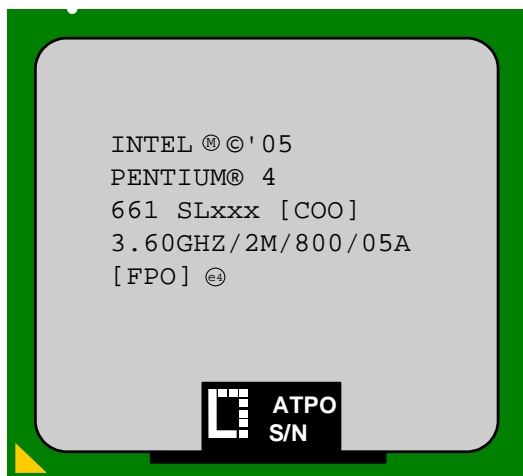 INTEL Ⓜ©'05
PENTIUM® 4
661 SLxxx [COO]
3.60GHZ/2M/800/05A
[FPO] (e4)
ATPO
S/N